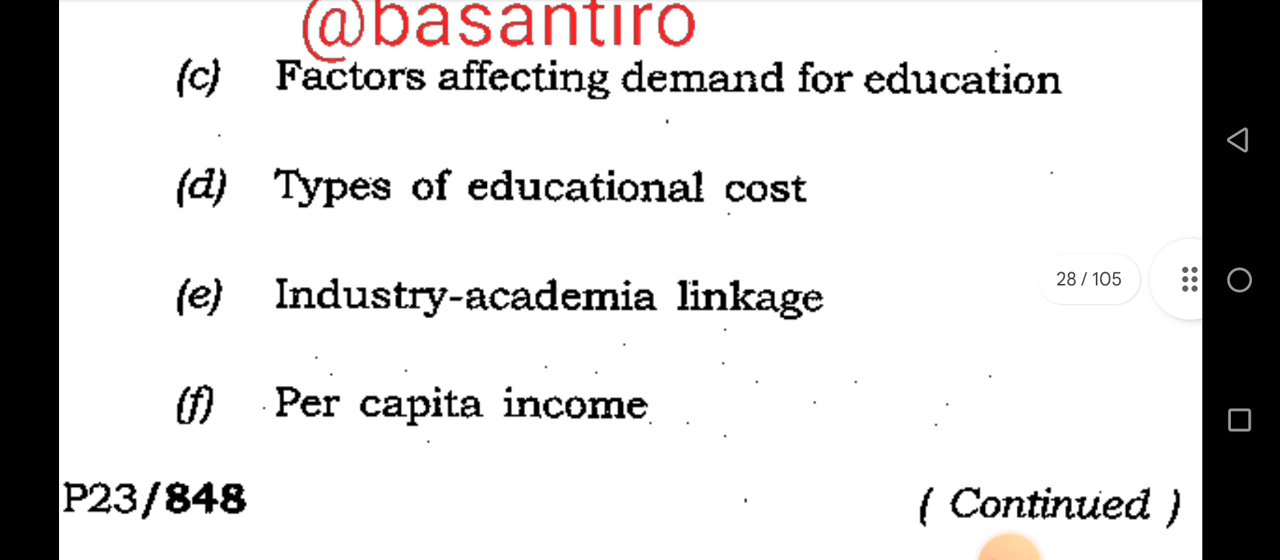 @basantiro
(c) Factors affecting demand for education
(d) Types of educational cost
(e) Industry-academia linkage
28 / 105
(f) Per capita income
P23/848 ( Continued )